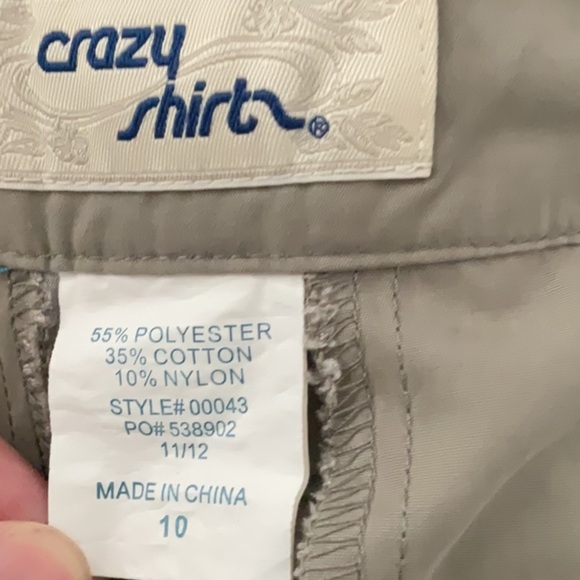 crazy
shirts®
55% POLYESTER
35% COTTON
10% NYLON
STYLE# 00043
PO# 538902
11/12
MADE IN CHINA
10